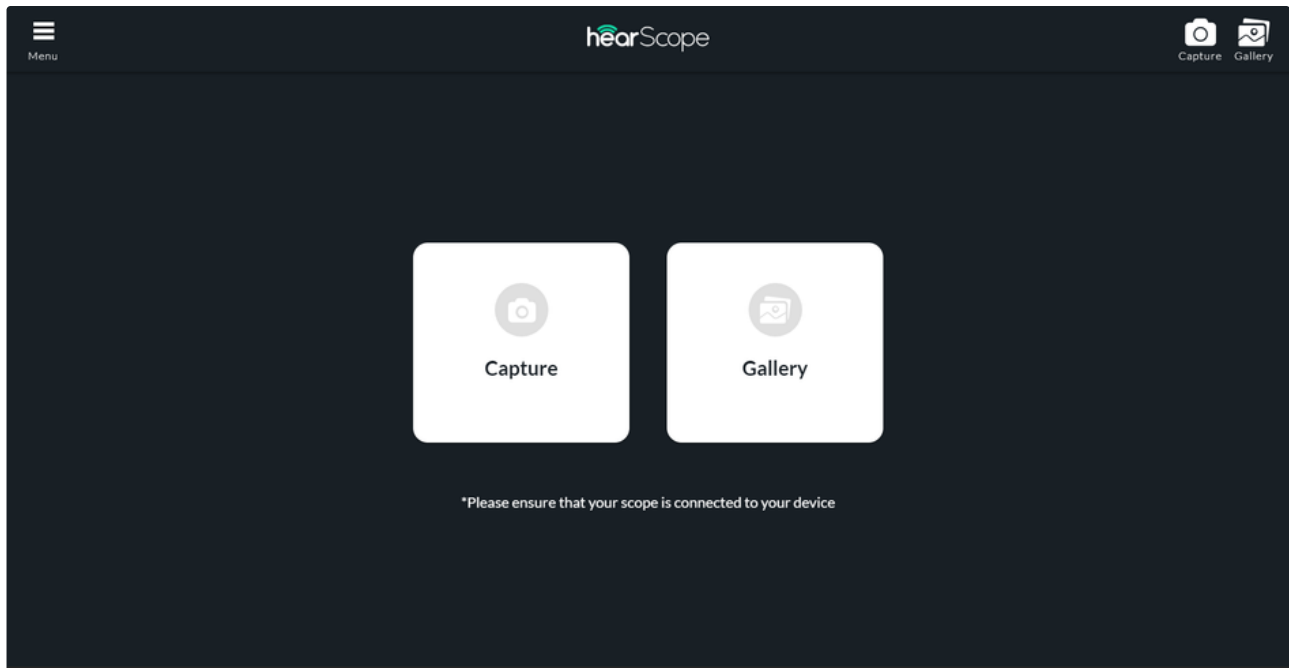 hearScope
Menu
Capture
Gallery
Capture
Gallery
*Please ensure that your scope is connected to your device